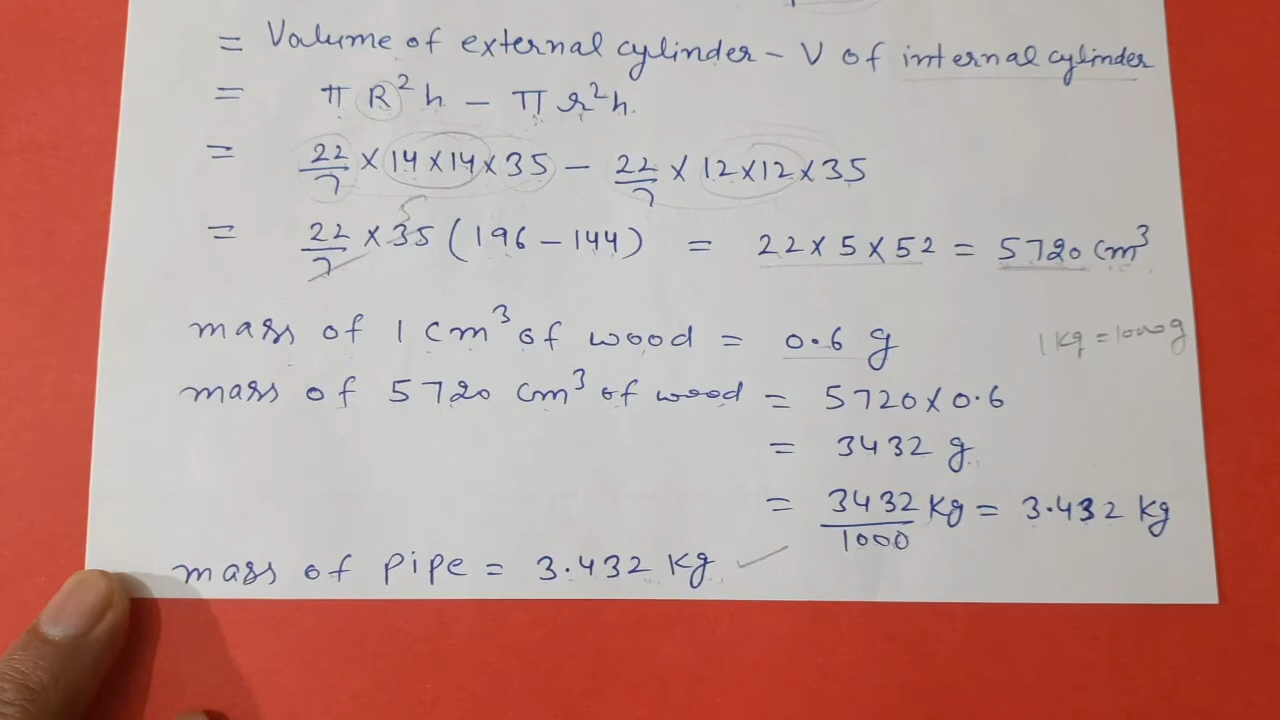 = Volume of external cylinder - V of internal cylinder
= π R²h - π r²h.
= 22/7 × 14 × 14 × 35 - 22/7 × 12 × 12 × 35
= 22/7 × 35 (196 - 144) = 22 × 5 × 52 = 5720 cm³
mass of 1 cm³ of wood = 0.6 g
1 Kg = 1000g
mass of 5720 cm³ of wood = 5720 × 0.6
= 3432 g
= 3432/1000 Kg = 3.432 Kg
mass of pipe = 3.432 Kg